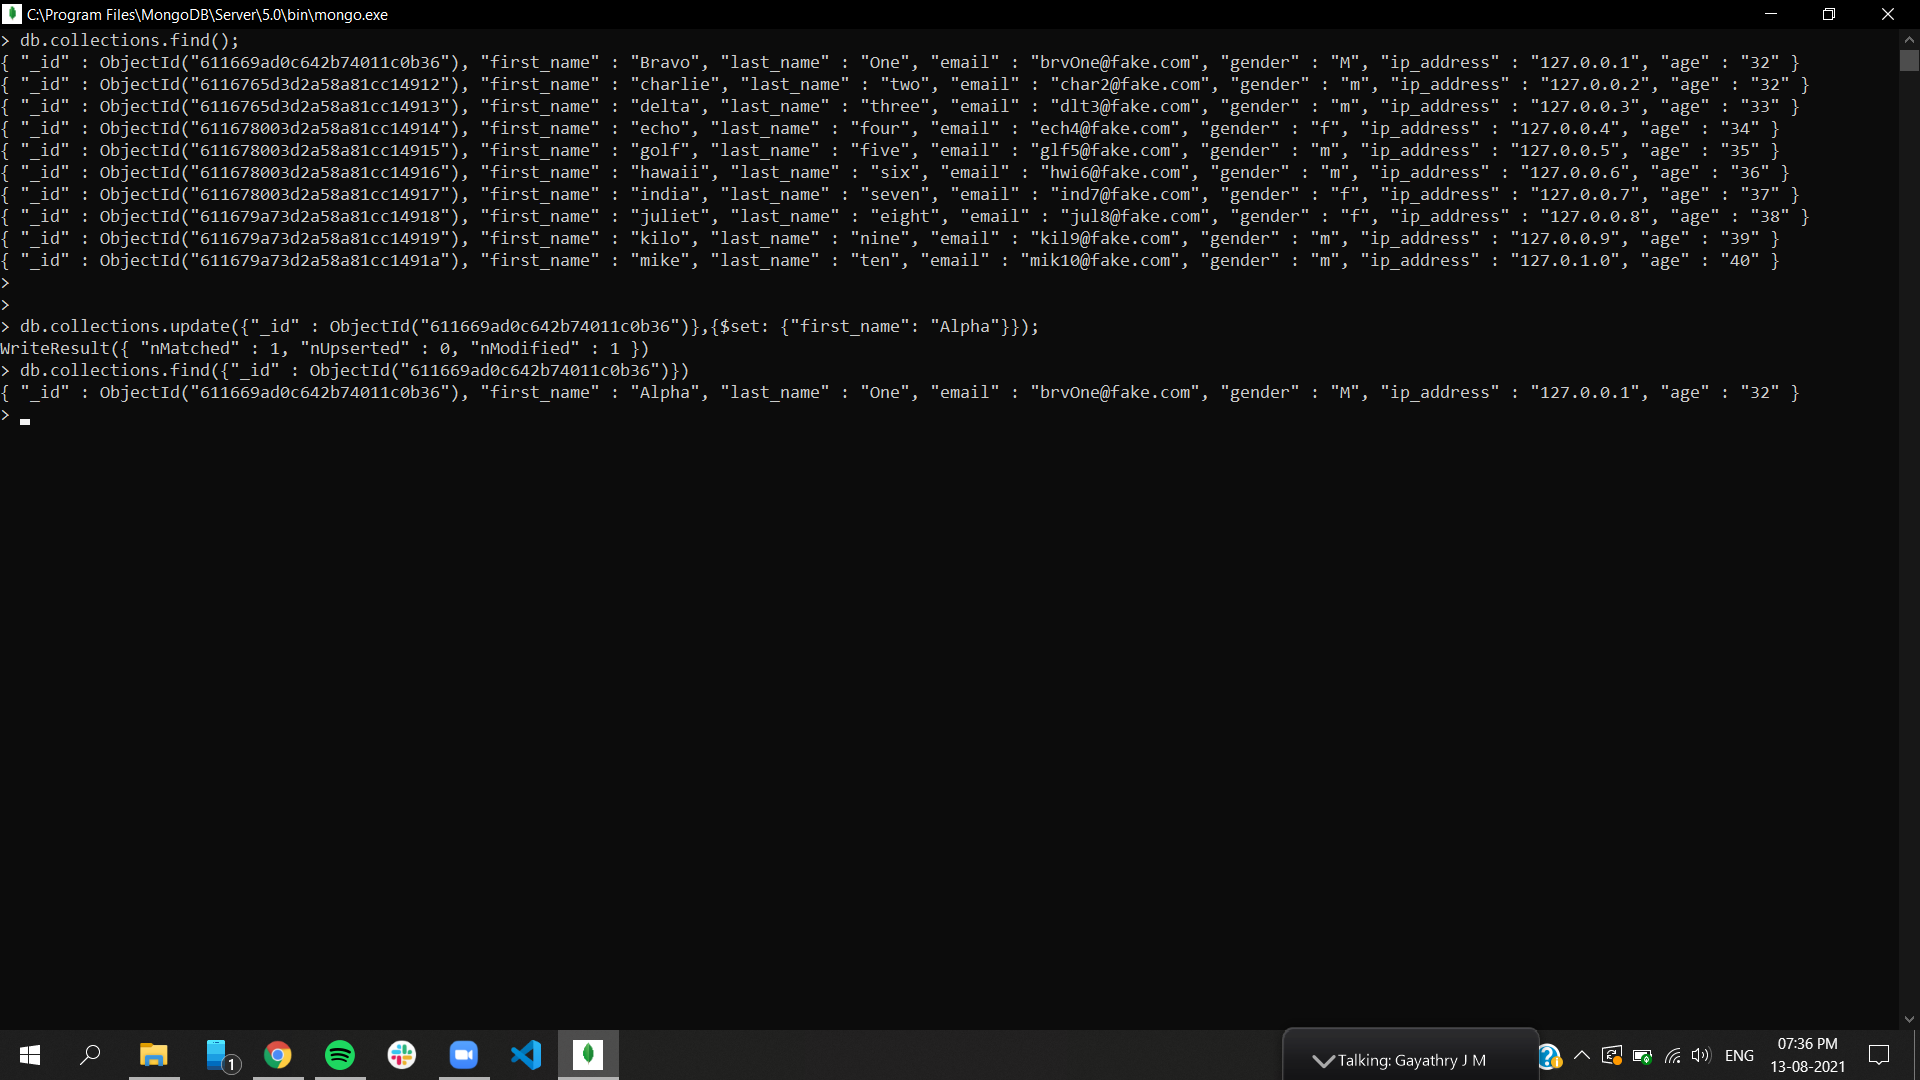 C:\Program Files\MongoDB\Server\5.0\bin\mongo.exe
> db.collections.find();
{ "_id" : ObjectId("611669ad0c642b74011c0b36"), "first_name" : "Bravo", "last_name" : "One", "email" : "brvOne@fake.com", "gender" : "M", "ip_address" : "127.0.0.1", "age" : "32" }
{ "_id" : ObjectId("6116765d3d2a58a81cc14912"), "first_name" : "charlie", "last_name" : "two", "email" : "char2@fake.com", "gender" : "m", "ip_address" : "127.0.0.2", "age" : "32" }
{ "_id" : ObjectId("6116765d3d2a58a81cc14913"), "first_name" : "delta", "last_name" : "three", "email" : "dlt3@fake.com", "gender" : "m", "ip_address" : "127.0.0.3", "age" : "33" }
{ "_id" : ObjectId("611678003d2a58a81cc14914"), "first_name" : "echo", "last_name" : "four", "email" : "ech4@fake.com", "gender" : "f", "ip_address" : "127.0.0.4", "age" : "34" }
{ "_id" : ObjectId("611678003d2a58a81cc14915"), "first_name" : "golf", "last_name" : "five", "email" : "glf5@fake.com", "gender" : "m", "ip_address" : "127.0.0.5", "age" : "35" }
{ "_id" : ObjectId("611678003d2a58a81cc14916"), "first_name" : "hawaii", "last_name" : "six", "email" : "hwi6@fake.com", "gender" : "m", "ip_address" : "127.0.0.6", "age" : "36" }
{ "_id" : ObjectId("611678003d2a58a81cc14917"), "first_name" : "india", "last_name" : "seven", "email" : "ind7@fake.com", "gender" : "f", "ip_address" : "127.0.0.7", "age" : "37" }
{ "_id" : ObjectId("611679a73d2a58a81cc14918"), "first_name" : "juliet", "last_name" : "eight", "email" : "jul8@fake.com", "gender" : "f", "ip_address" : "127.0.0.8", "age" : "38" }
{ "_id" : ObjectId("611679a73d2a58a81cc14919"), "first_name" : "kilo", "last_name" : "nine", "email" : "kil9@fake.com", "gender" : "m", "ip_address" : "127.0.0.9", "age" : "39" }
{ "_id" : ObjectId("611679a73d2a58a81cc1491a"), "first_name" : "mike", "last_name" : "ten", "email" : "mik10@fake.com", "gender" : "m", "ip_address" : "127.0.1.0", "age" : "40" }
>
>
> db.collections.update({"_id" : ObjectId("611669ad0c642b74011c0b36")},{$set: {"first_name": "Alpha"}});
WriteResult({ "nMatched" : 1, "nUpserted" : 0, "nModified" : 1 })
> db.collections.find({"_id" : ObjectId("611669ad0c642b74011c0b36")})
{ "_id" : ObjectId("611669ad0c642b74011c0b36"), "first_name" : "Alpha", "last_name" : "One", "email" : "brvOne@fake.com", "gender" : "M", "ip_address" : "127.0.0.1", "age" : "32" }
>
1
Talking: Gayathry J M
ENG
07:36 PM
13-08-2021